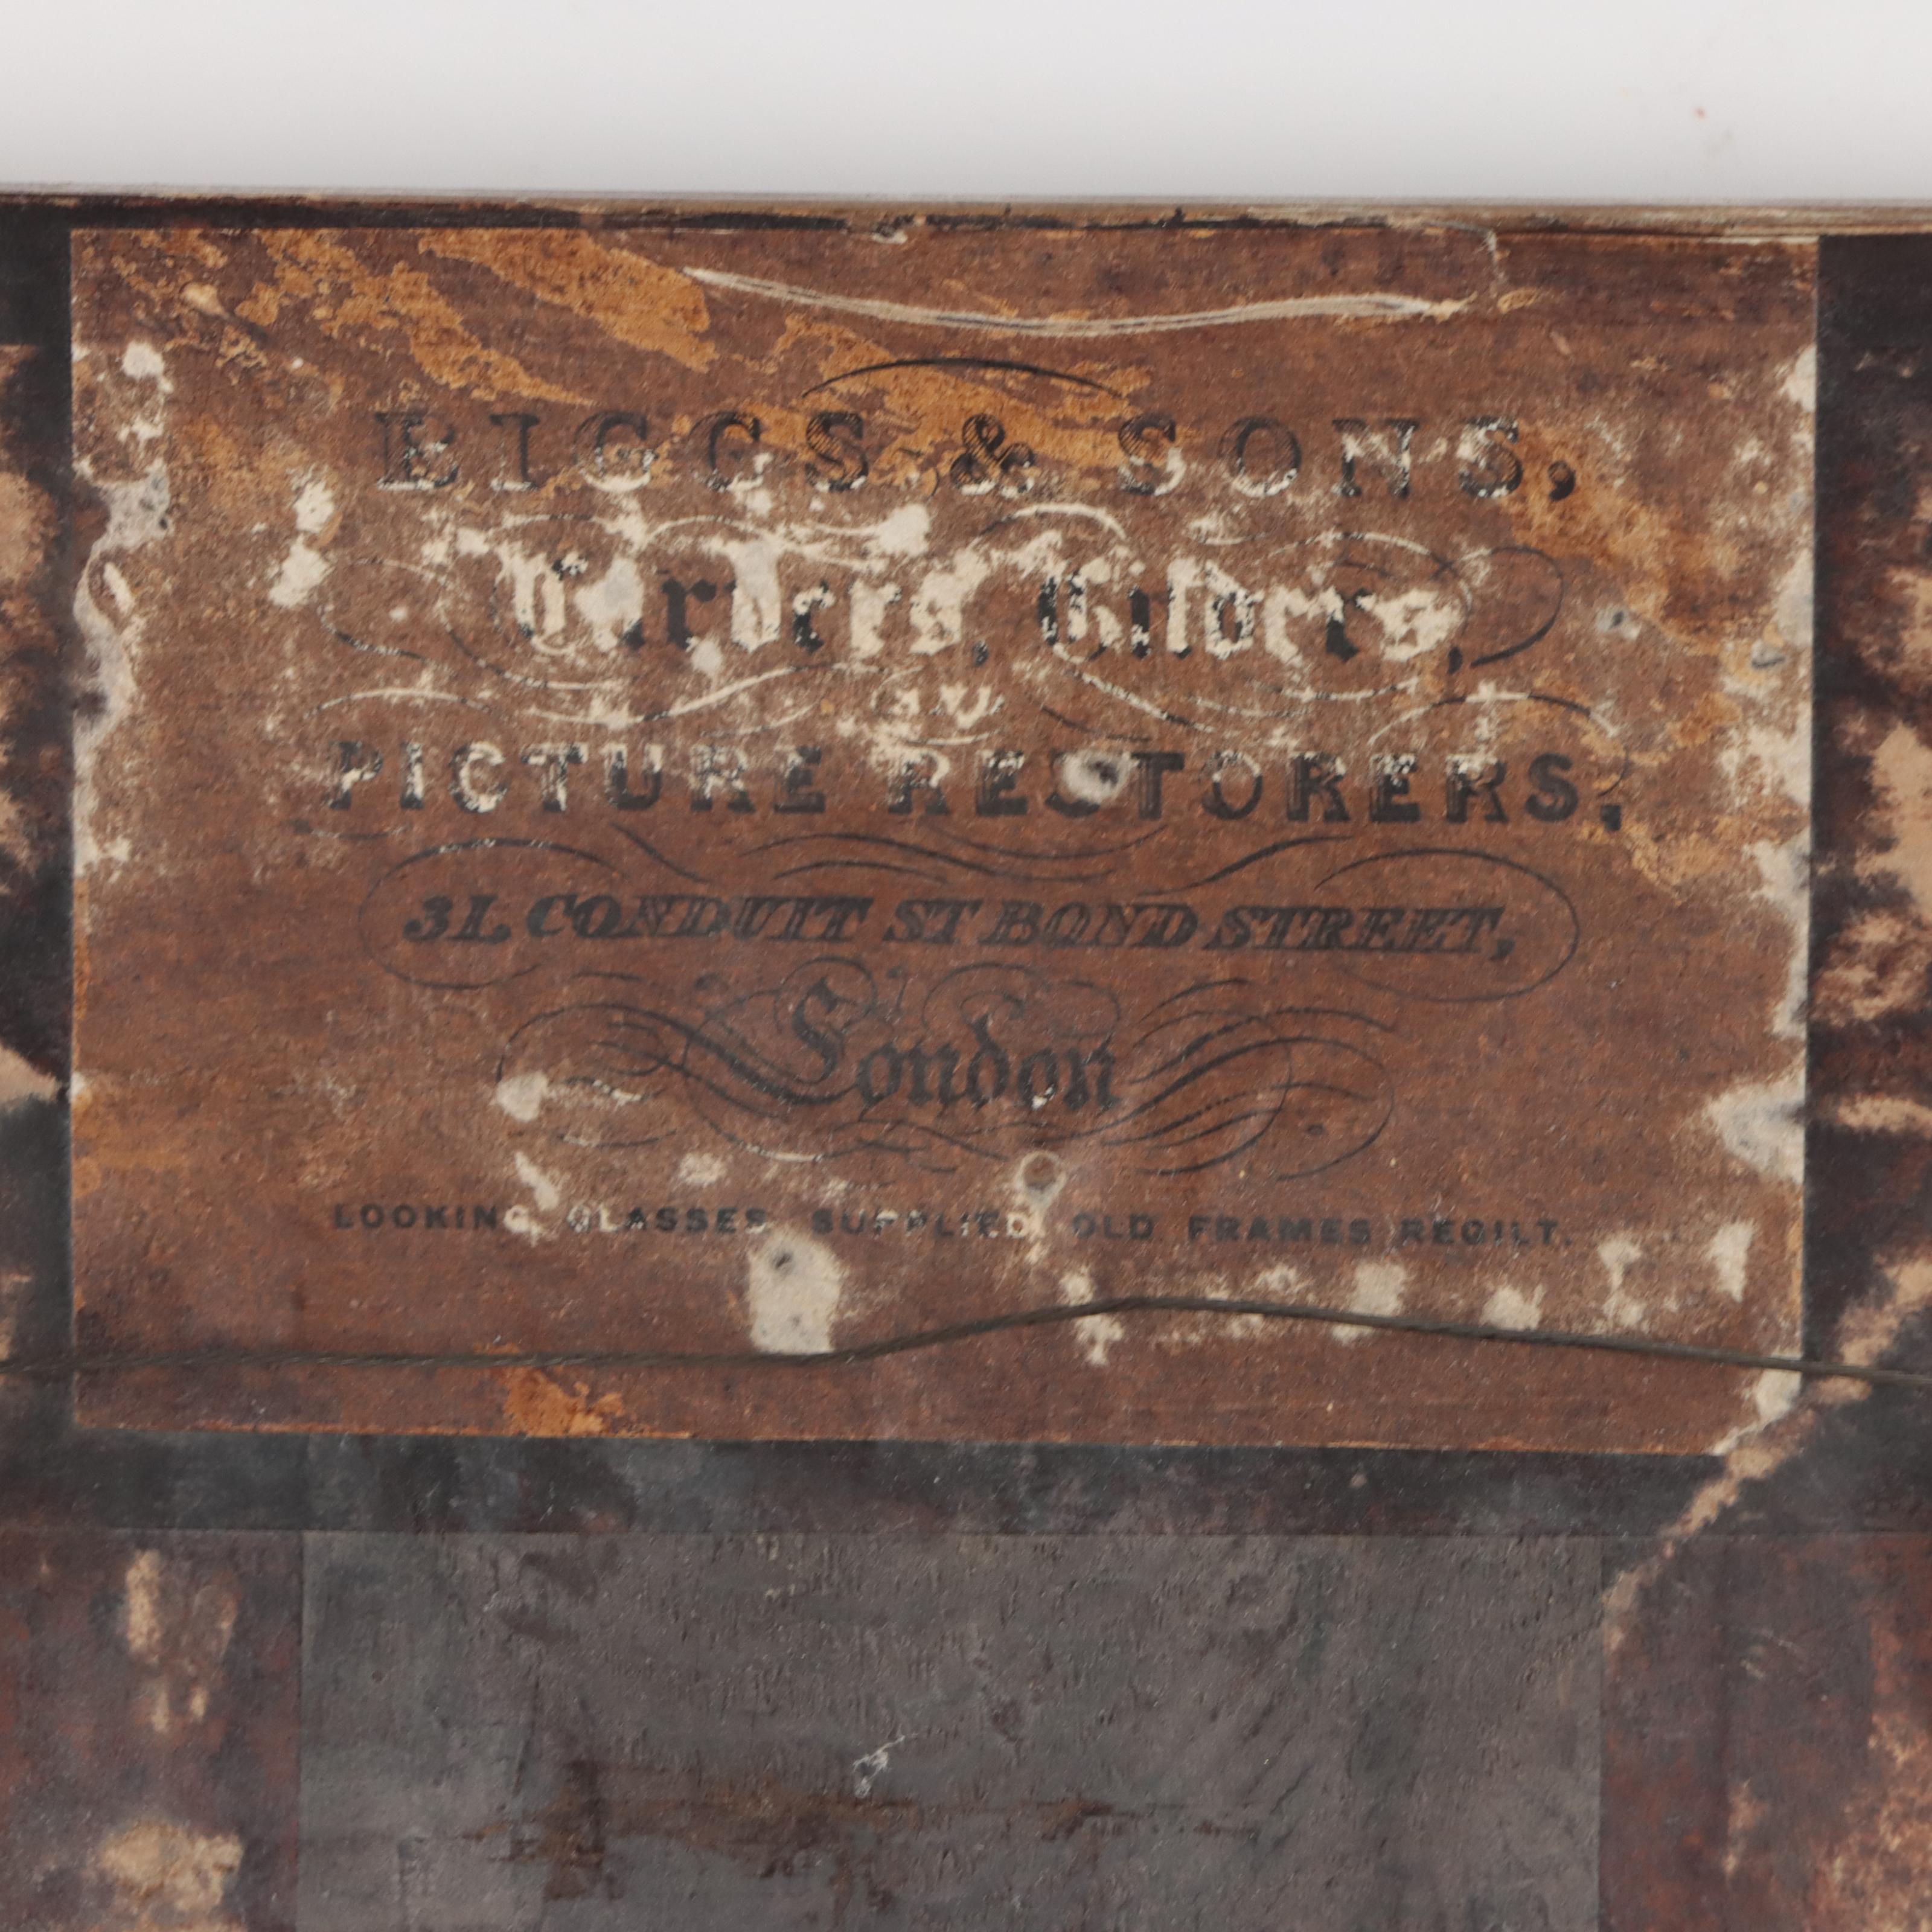 BIGGS & SONS,
Carvers, Gilders,
PICTURE RESTORERS,
31, CONDUIT ST BOND STREET,
London
LOOKING GLASSES SUPPLIED, OLD FRAMES REGILT.